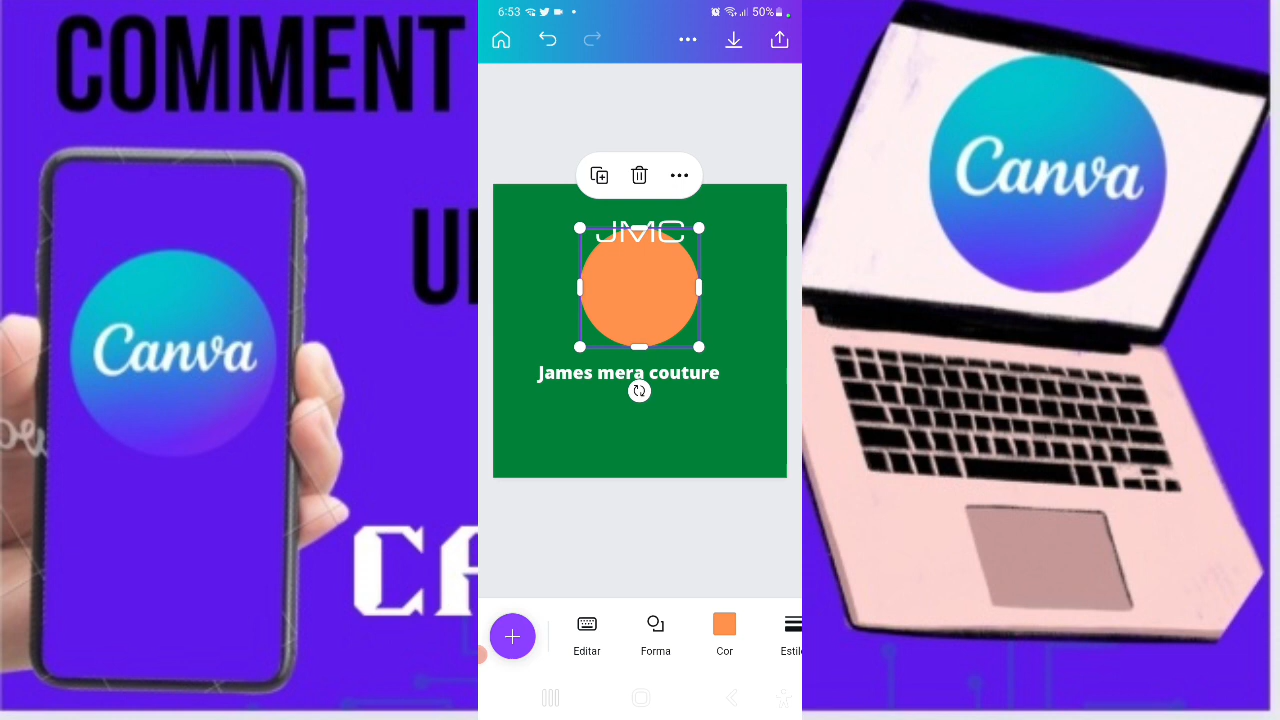 COMMENT
6:53
50%
Canva
Canva
JMC
James mera couture
Editar
Forma
Cor